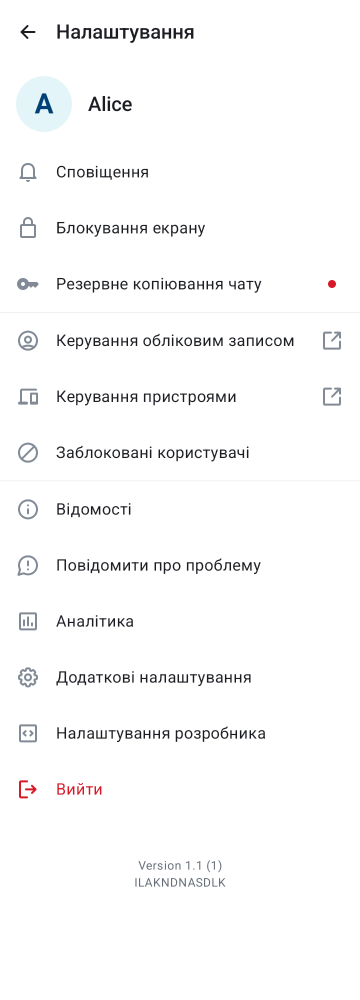 Налаштування
A
Alice
Сповіщення
Блокування екрану
Резервне копіювання чату
Керування обліковим записом
Керування пристроями
Заблоковані користувачі
Відомості
Повідомити про проблему
Аналітика
Додаткові налаштування
Налаштування розробника
Вийти
Version 1.1 (1)
ILAKNDNASDLK